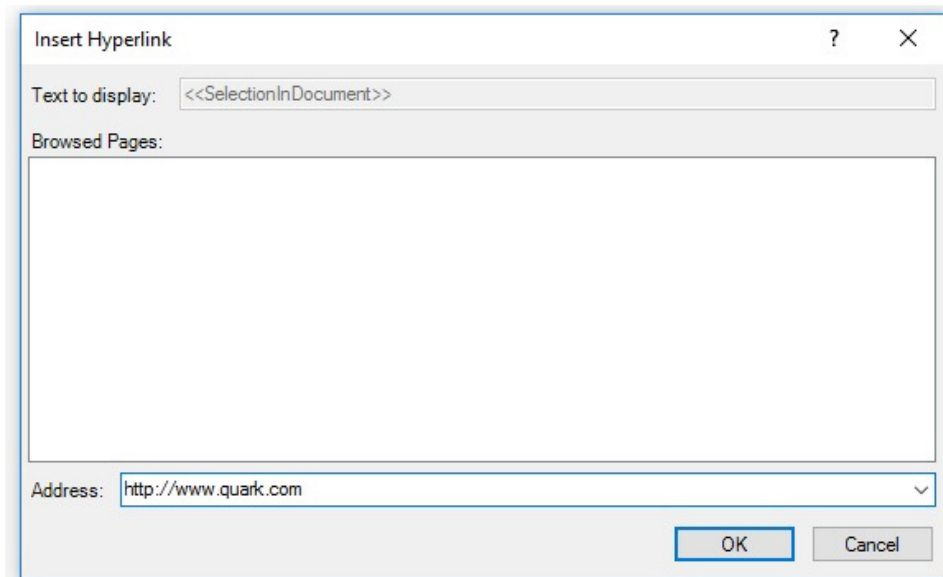 Insert Hyperlink ?
Text to display: <<SelectionInDocument>>
Browsed Pages:
Address: http://www.quark.com
OK Cancel